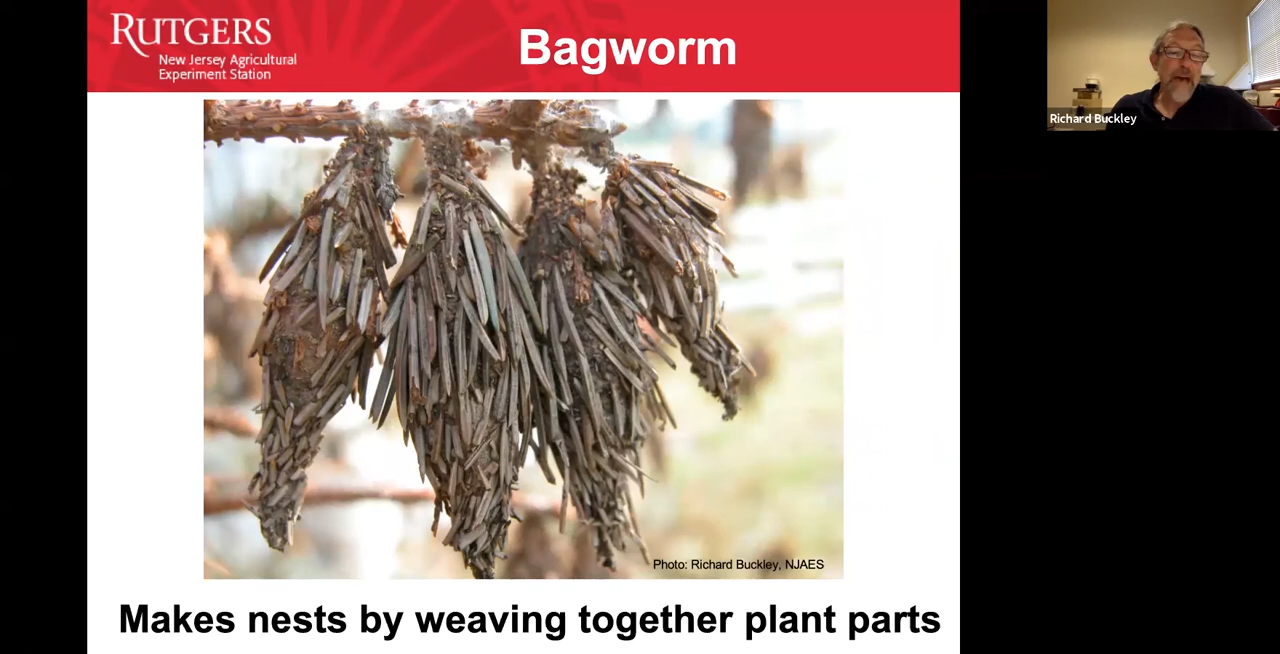 RUTGERS
New Jersey Agricultural
Experiment Station
Bagworm
Richard Buckley
Photo: Richard Buckley, NJAES
Makes nests by weaving together plant parts